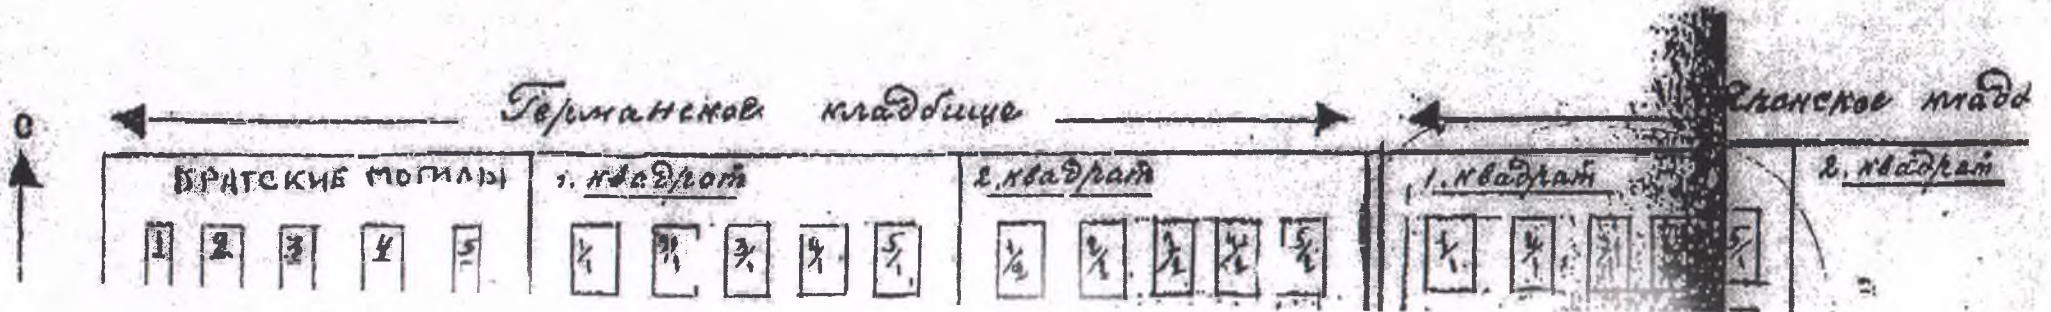 Германское кладбище
С
Японское кладб
БРАТСКИЕ МОГИЛЫ 1. квадрат 2. квадрат 1. квадрат 2. квадрат
1 2 3 4 5 1/1 2/1 3/1 4/1 5/1 1/2 2/2 3/2 4/2 5/2 1/1 2/1 3/1 5/1